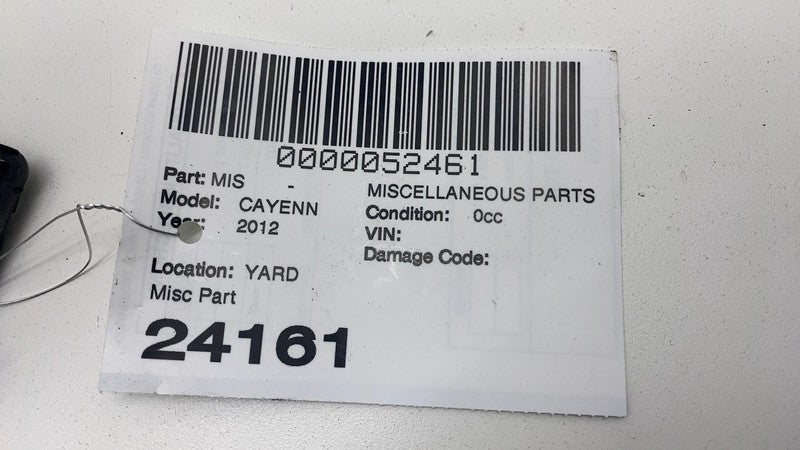 0000052461
Part: MIS - MISCELLANEOUS PARTS
Model: CAYENN Condition: 0cc
Year: 2012 VIN:
Damage Code:
Location: YARD
Misc Part
24161